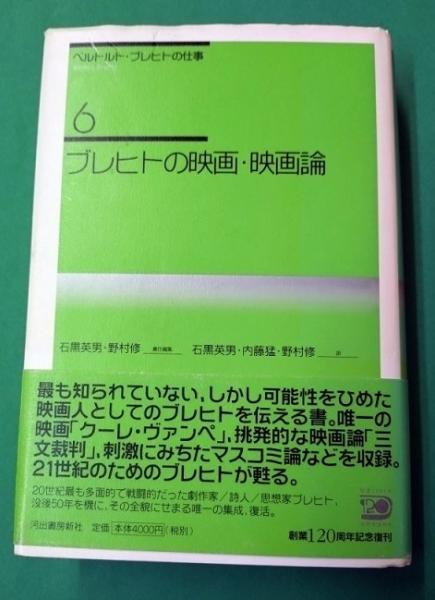 ベルトルト・ブレヒトの仕事
6
ブレヒトの映画・映画論
石黒英男・野村修 責任編集 石黒英男・内藤猛・野村修 訳
最も知られていない、しかし可能性をひめた
映画人としてのブレヒトを伝える書。唯一の
映画「クーレ・ヴァンペ」、挑発的な映画論「三
文裁判」、刺激にみちたマスコミ論などを収録。
21世紀のためのブレヒトが甦る。
20世紀最も多面的で戦闘的だった劇作家/詩人/思想家ブレヒト、
没後50年を機に、その全貌にせまる唯一の集成、復活。
河出書房新社 定価 本体4000円(税別)
120
創業120周年記念復刊